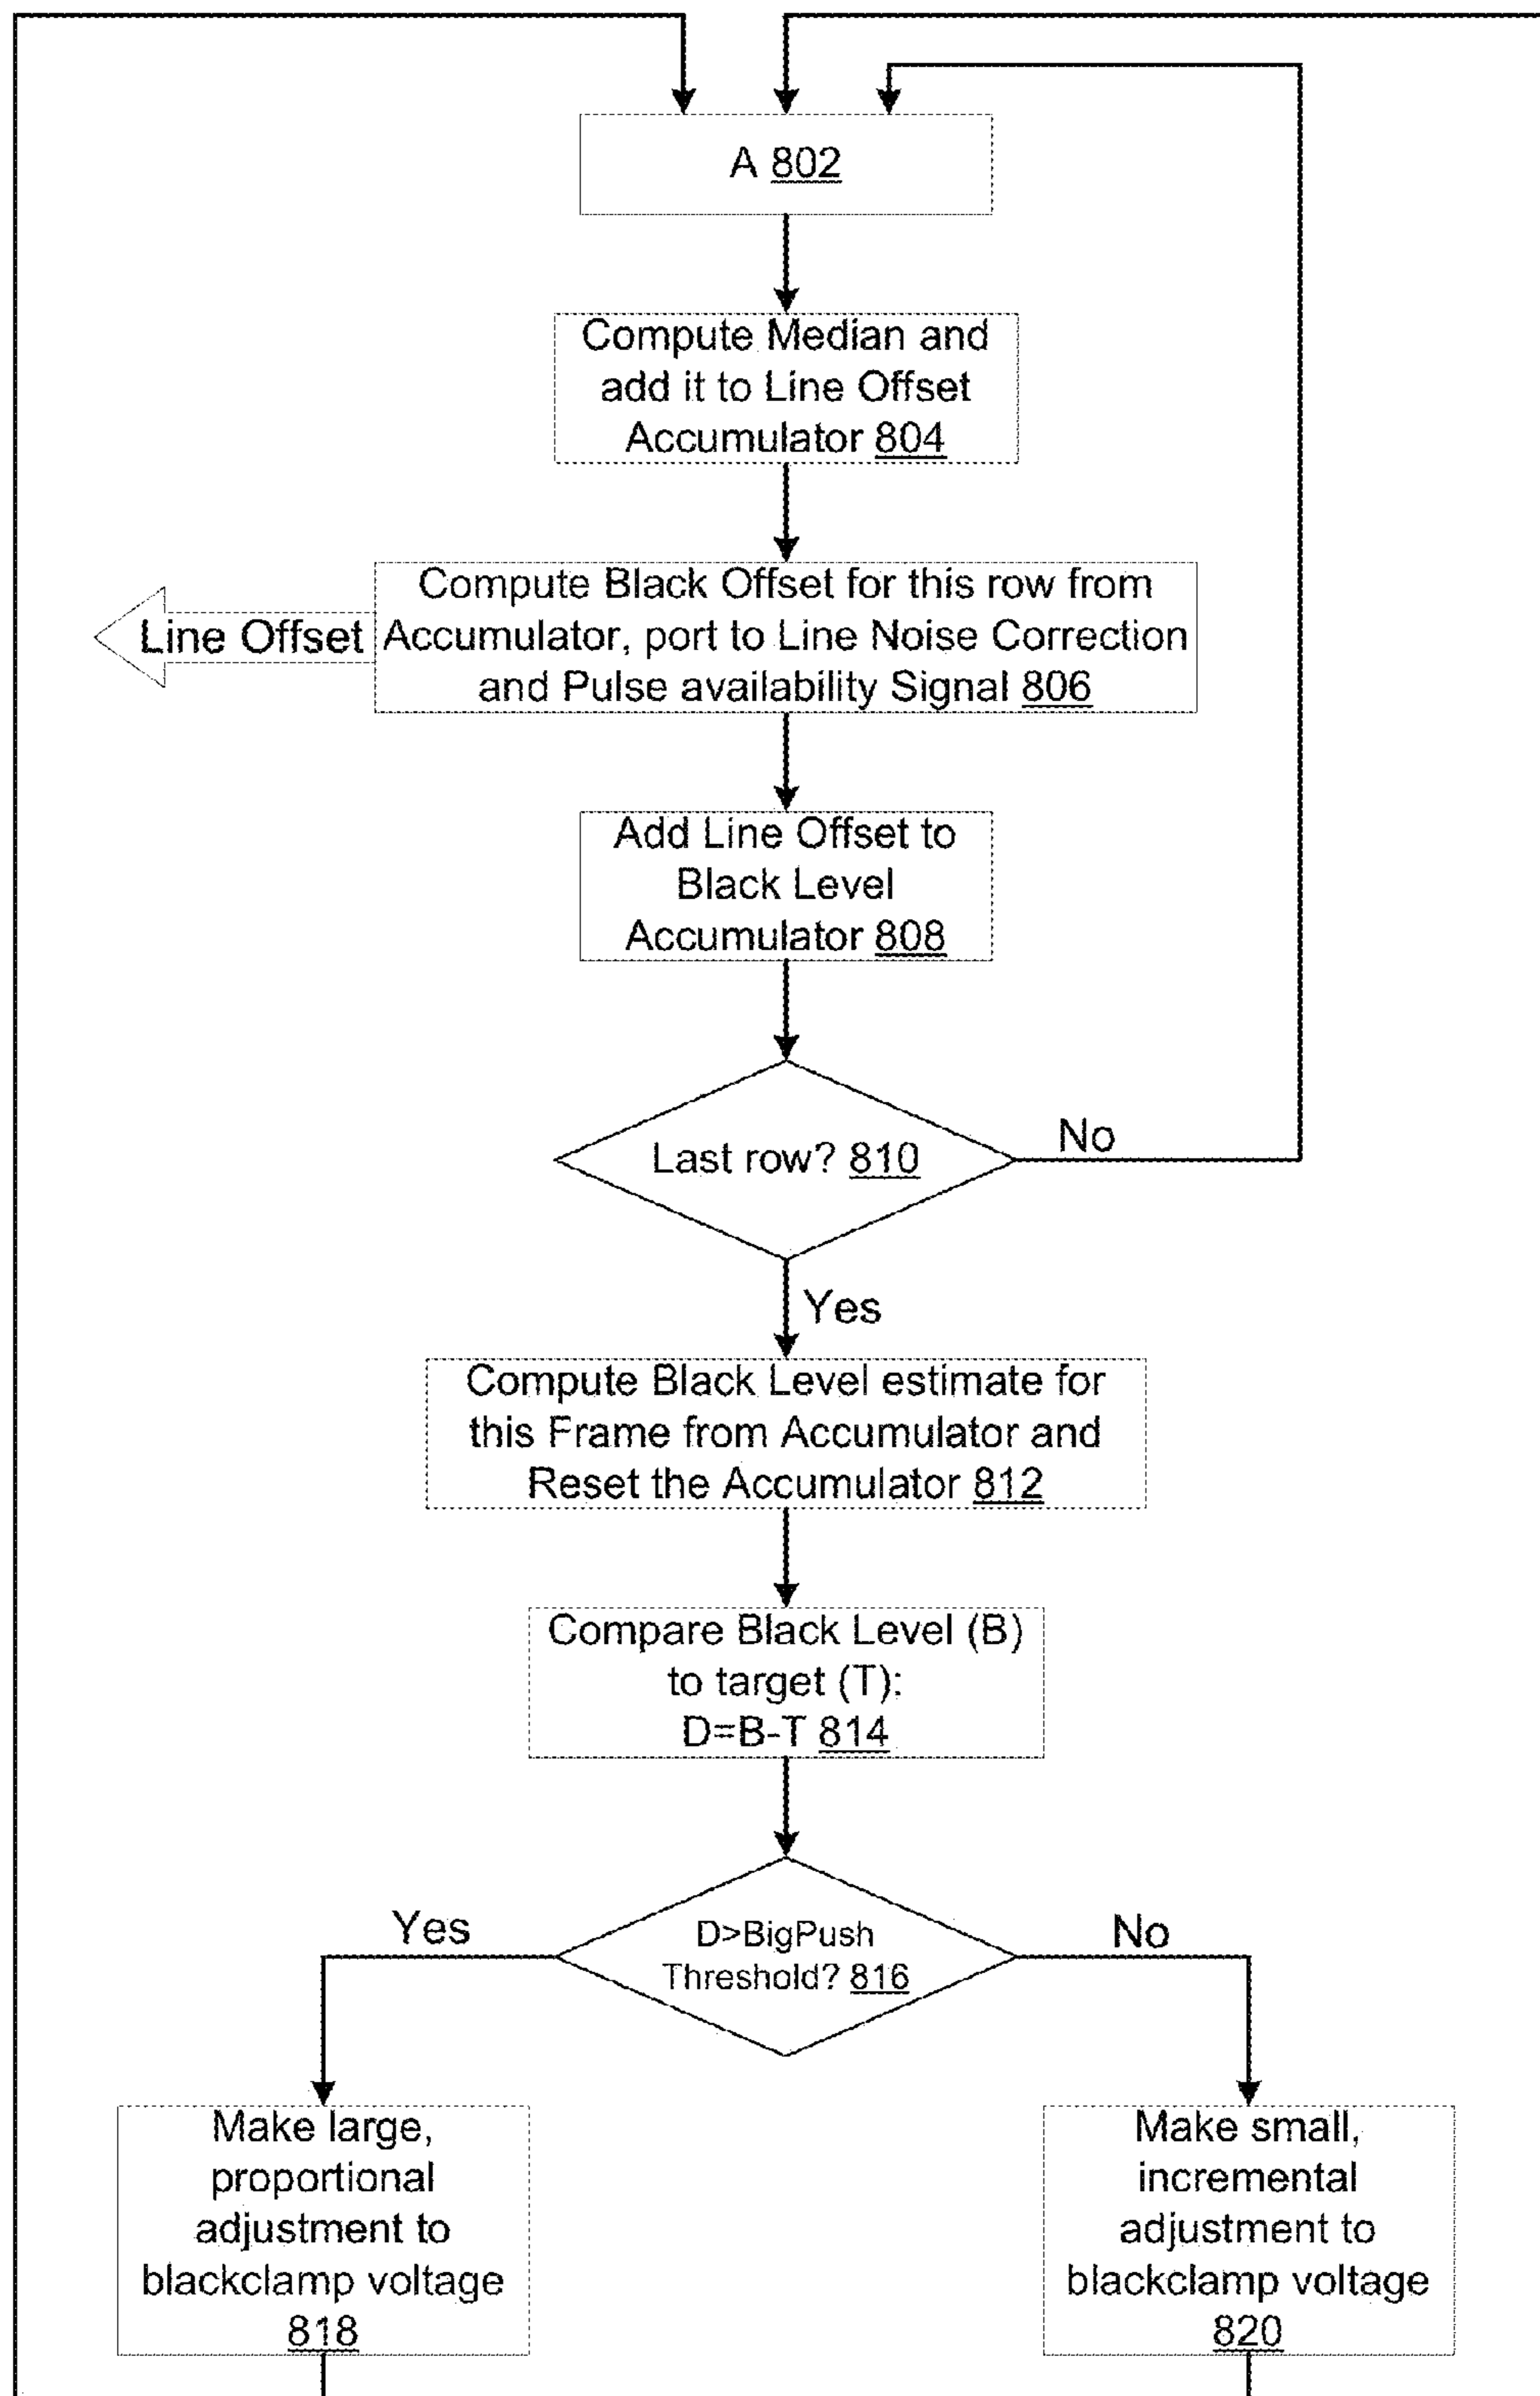 A 802
Compute Median and
add it to Line Offset
Accumulator 804
Compute Black Offset for this row from
Accumulator, port to Line Noise Correction
and Pulse availability Signal 806
Line Offset
Add Line Offset to
Black Level
Accumulator 808
Last row? 810
No
Yes
Compute Black Level estimate for
this Frame from Accumulator and
Reset the Accumulator 812
Compare Black Level (B)
to target (T):
D=B-T 814
D>BigPush
Threshold? 816
Yes
No
Make large,
proportional
adjustment to
blackclamp voltage
818
Make small,
incremental
adjustment to
blackclamp voltage
820